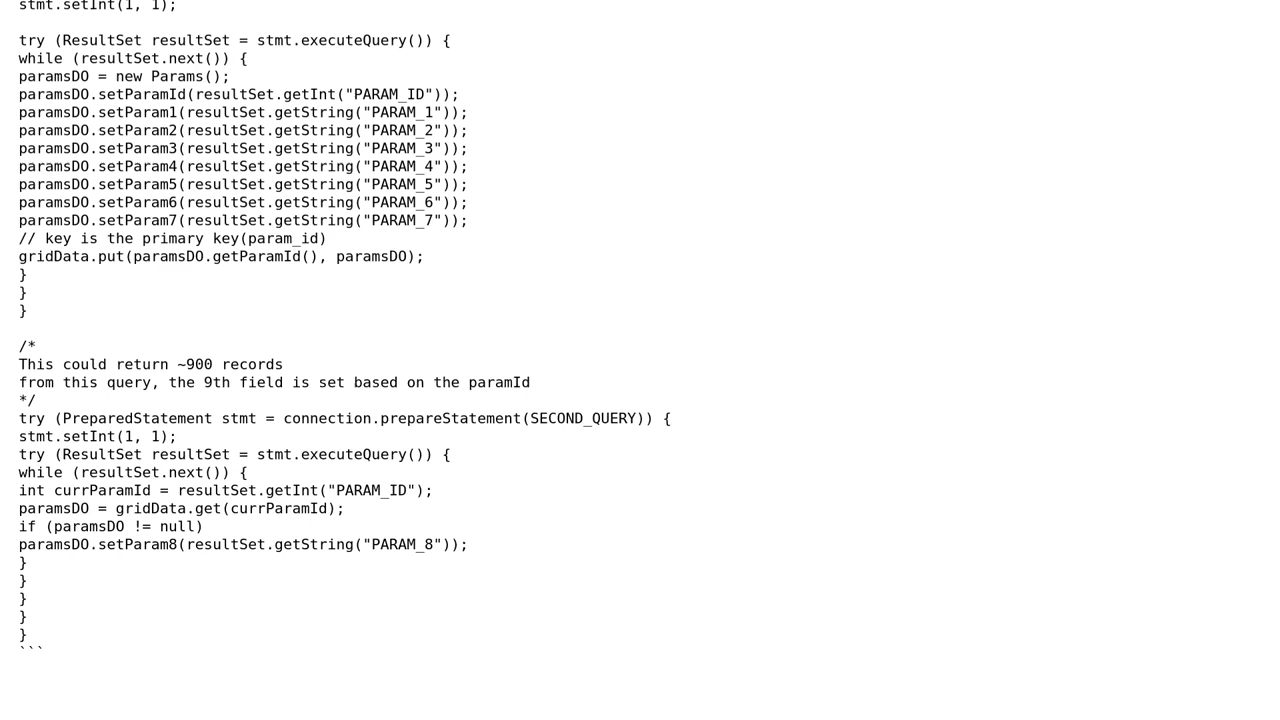 stmt.setInt(1, 1);

try (ResultSet resultSet = stmt.executeQuery()) {
while (resultSet.next()) {
paramsDO = new Params();
paramsDO.setParamId(resultSet.getInt("PARAM_ID"));
paramsDO.setParam1(resultSet.getString("PARAM_1"));
paramsDO.setParam2(resultSet.getString("PARAM_2"));
paramsDO.setParam3(resultSet.getString("PARAM_3"));
paramsDO.setParam4(resultSet.getString("PARAM_4"));
paramsDO.setParam5(resultSet.getString("PARAM_5"));
paramsDO.setParam6(resultSet.getString("PARAM_6"));
paramsDO.setParam7(resultSet.getString("PARAM_7"));
// key is the primary key(param_id)
gridData.put(paramsDO.getParamId(), paramsDO);
}
}
}

/*
This could return ~900 records
from this query, the 9th field is set based on the paramId
*/
try (PreparedStatement stmt = connection.prepareStatement(SECOND_QUERY)) {
stmt.setInt(1, 1);
try (ResultSet resultSet = stmt.executeQuery()) {
while (resultSet.next()) {
int currParamId = resultSet.getInt("PARAM_ID");
paramsDO = gridData.get(currParamId);
if (paramsDO != null)
paramsDO.setParam8(resultSet.getString("PARAM_8"));
}
}
}
}
}
```